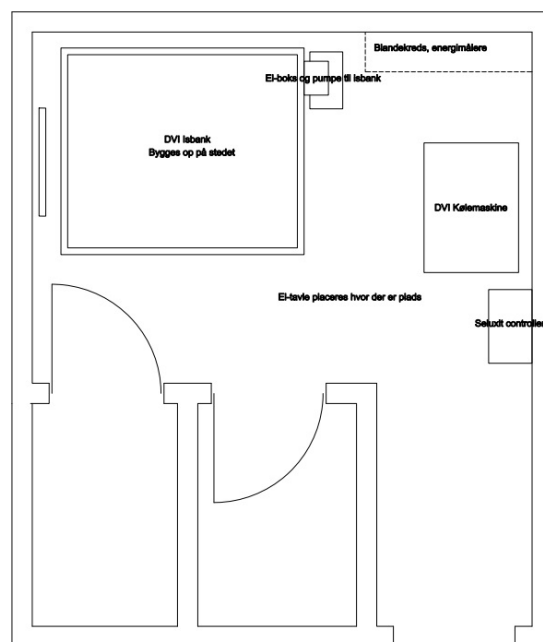 Blandekreds, energimålere
El-boks og pumpe til isbank
DVI Isbank
Bygges op på stedet
DVI Kølemaskine
El-tavle placeres hvor der er plads
Seluxit controller